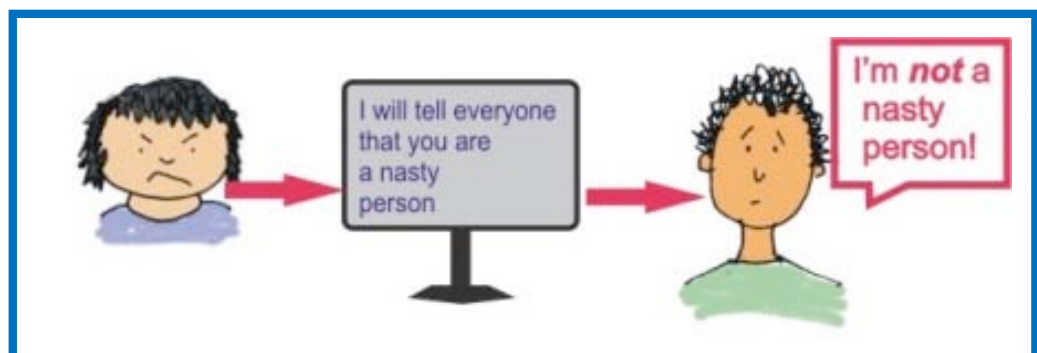 I will tell everyone
that you are
a nasty
person
I'm not a
nasty
person!